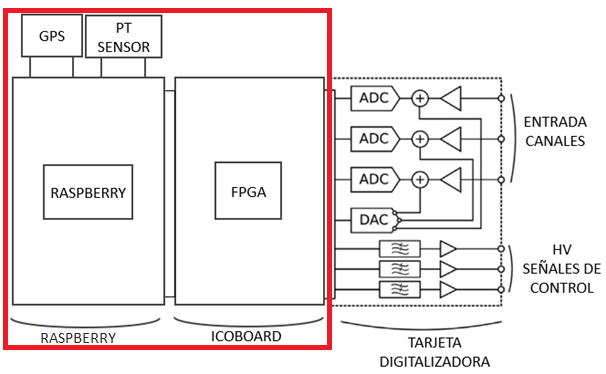 GPS
PT
SENSOR
RASPBERRY
FPGA
ADC
ADC
ADC
DAC
ENTRADA
CANALES
HV
SEÑALES DE
CONTROL
RASPBERRY
ICOBOARD
TARJETA
DIGITALIZADORA